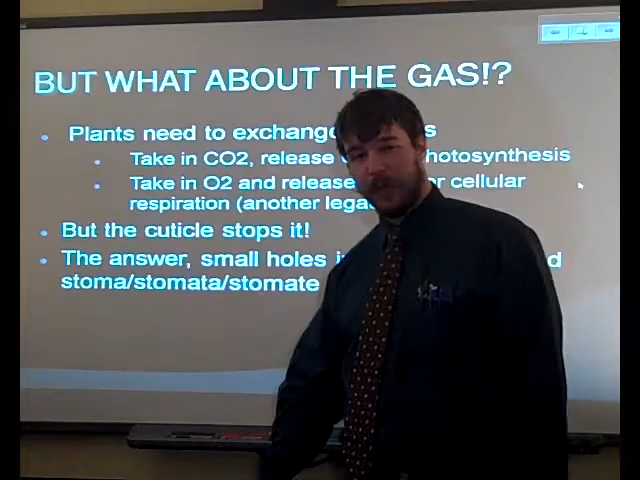 BUT WHAT ABOUT THE GAS!?
Plants need to exchange
Take in CO2, release photosynthesis
Take in O2 and release cellular
respiration (another
But the cuticle stops it!
The answer, small holes
stoma/stomata/stomate